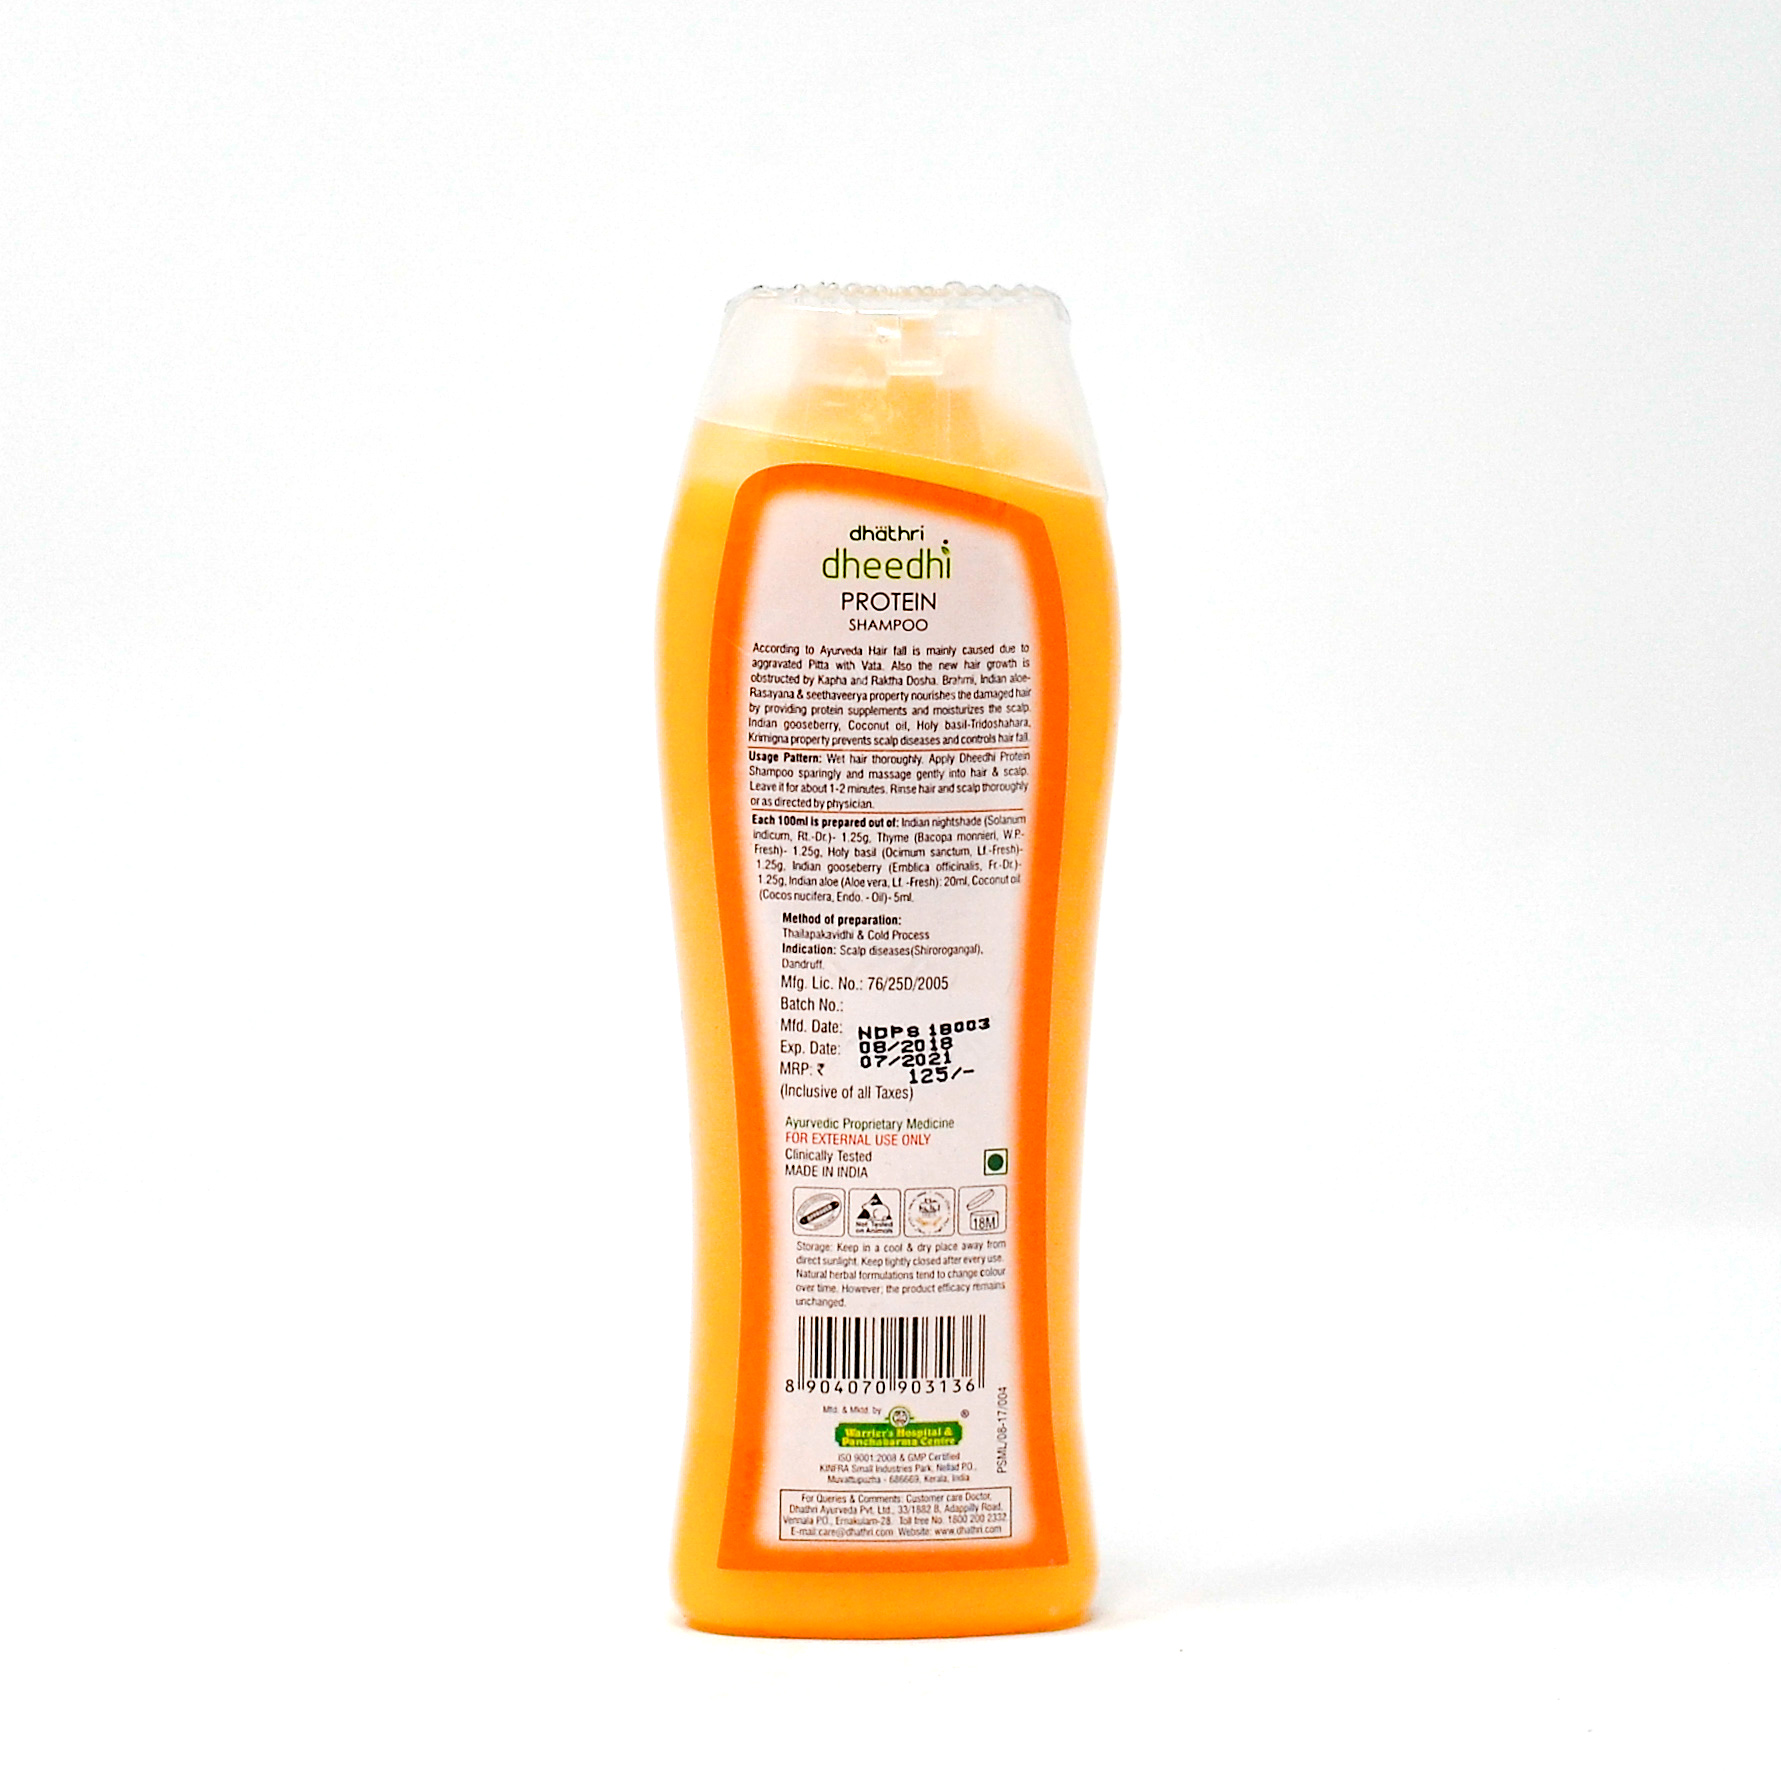 dhathri
dheedhi
PROTEIN
SHAMPOO
According to Ayurveda Hair fall is mainly caused due to
aggravated Pitta with Vata. Also the new hair growth is
obstructed by Kapha and Raktha Dosha. Brahmi, Indian aloe-
Rasayana & seethaveerya property nourishes the damaged hair
by providing protein supplements and moisturizes the scalp.
Indian gooseberry, Coconut oil, Holy basil-Tridoshahara,
Krimigna property prevents scalp diseases and controls hair fall.
Usage Pattern: Wet hair thoroughly. Apply Dheedhi Protein
Shampoo sparingly and massage gently into hair & scalp.
Leave it for about 1-2 minutes. Rinse hair and scalp thoroughly
or as directed by physician.
Each 100ml is prepared out of: Indian nightshade (Solanum
indicum, Rt.-Dr.)- 1.25g, Thyme (Bacopa monnieri, W.P.-
Fresh)- 1.25g, Holy basil (Ocimum sanctum, Lf.-Fresh)-
1.25g, Indian gooseberry (Emblica officinalis, Fr.-Dr.)-
1.25g, Indian aloe (Aloe vera, Lf. -Fresh): 20ml, Coconut oil
(Cocos nucifera, Endo. - Oil)- 5ml.
Method of preparation:
Thailapakavidhi & Cold Process
Indication: Scalp diseases(Shirorogangal),
Dandruff.
Mfg. Lic. No.: 76/25D/2005
Batch No.:
Mfd. Date: NDPS 18003
Exp. Date: 08/2018
07/2021
MRP: ₹ 125/-
(Inclusive of all Taxes)
Ayurvedic Proprietary Medicine
FOR EXTERNAL USE ONLY
Clinically Tested
MADE IN INDIA
Not Tested
on Animals
18M
Storage: Keep in a cool & dry place away from
direct sunlight. Keep tightly closed after every use.
Natural herbal formulations tend to change colour
over time. However; the product efficacy remains
unchanged.
8 904070 903136
PSML/08-17/004
Mfd. & Mktd. by
Warrier's Hospital &
Panchakarma Centre
ISO 9001:2008 & GMP Certified
KINFRA Small Industries Park, Nellad P.O.,
Muvattupuzha - 686669, Kerala, India
For Queries & Comments: Customer care Doctor,
Dhathri Ayurveda Pvt. Ltd., 33/1882 B, Adappilly Road,
Vennala P.O., Ernakulam-28. Toll free No. 1800 200 2332
E-mail:care@dhathri.com Website: www.dhathri.com